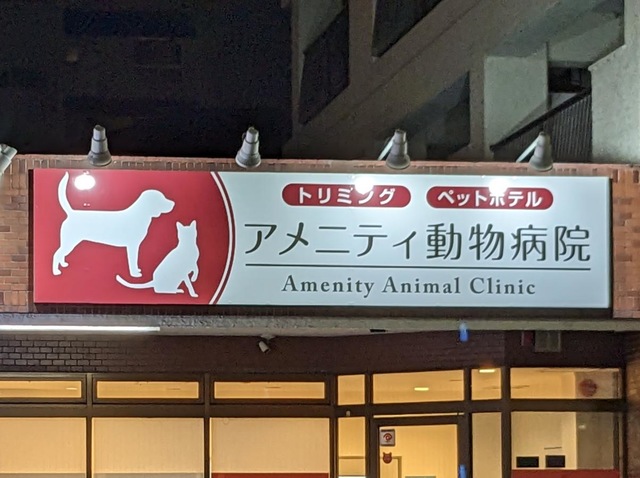 トリミング ペットホテル
アメニティ動物病院
Amenity Animal Clinic